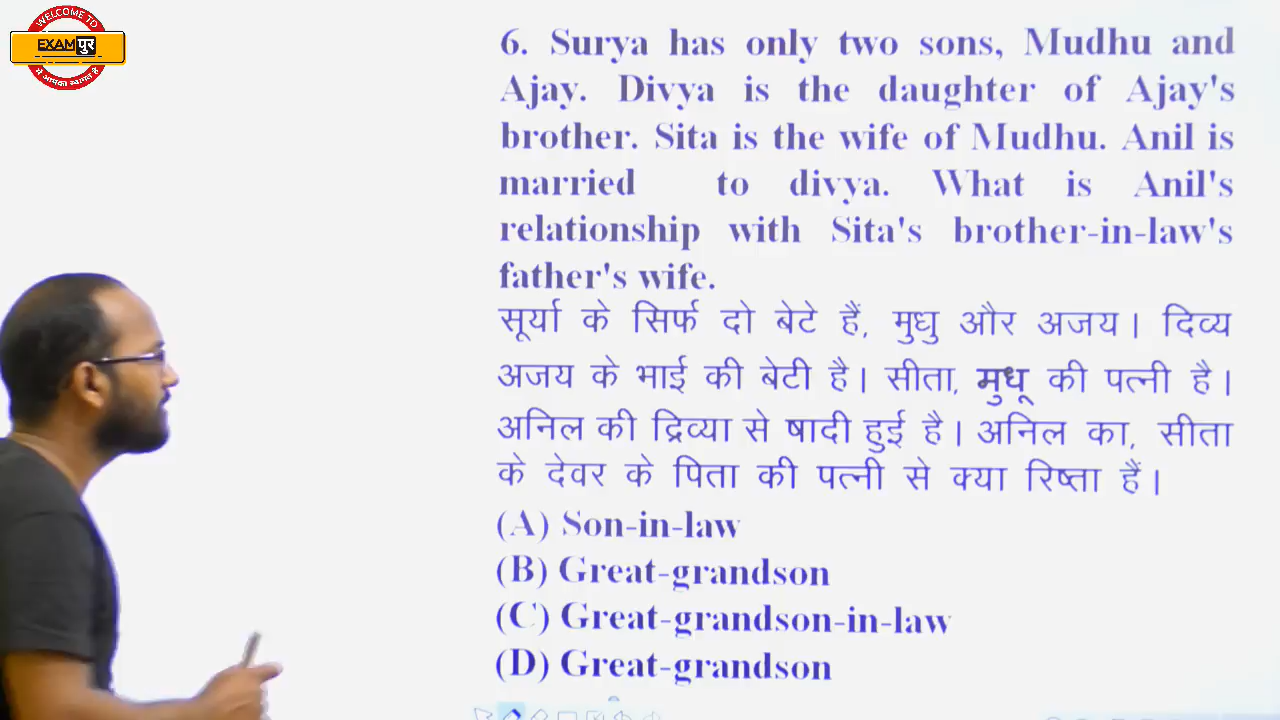 WELCOME TO
EXAMपुर
में आपका स्वागत है
6. Surya has only two sons, Mudhu and
Ajay. Divya is the daughter of Ajay's
brother. Sita is the wife of Mudhu. Anil is
married to divya. What is Anil's
relationship with Sita's brother-in-law's
father's wife.
सूर्या के सिर्फ दो बेटे हैं, मुधु और अजय। दिव्य
अजय के भाई की बेटी है। सीता, मुधू की पत्नी है।
अनिल की द्रिव्या से षादी हुई है। अनिल का, सीता
के देवर के पिता की पत्नी से क्या रिष्ता हैं।
(A) Son-in-law
(B) Great-grandson
(C) Great-grandson-in-law
(D) Great-grandson